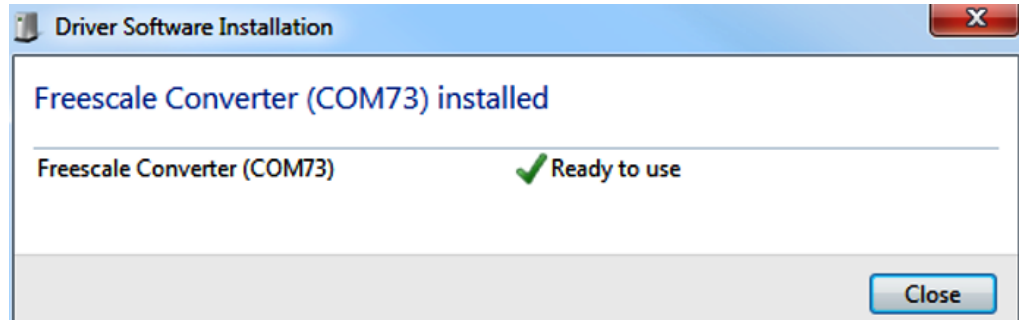 Driver Software Installation
Freescale Converter (COM73) installed
Freescale Converter (COM73) Ready to use
Close